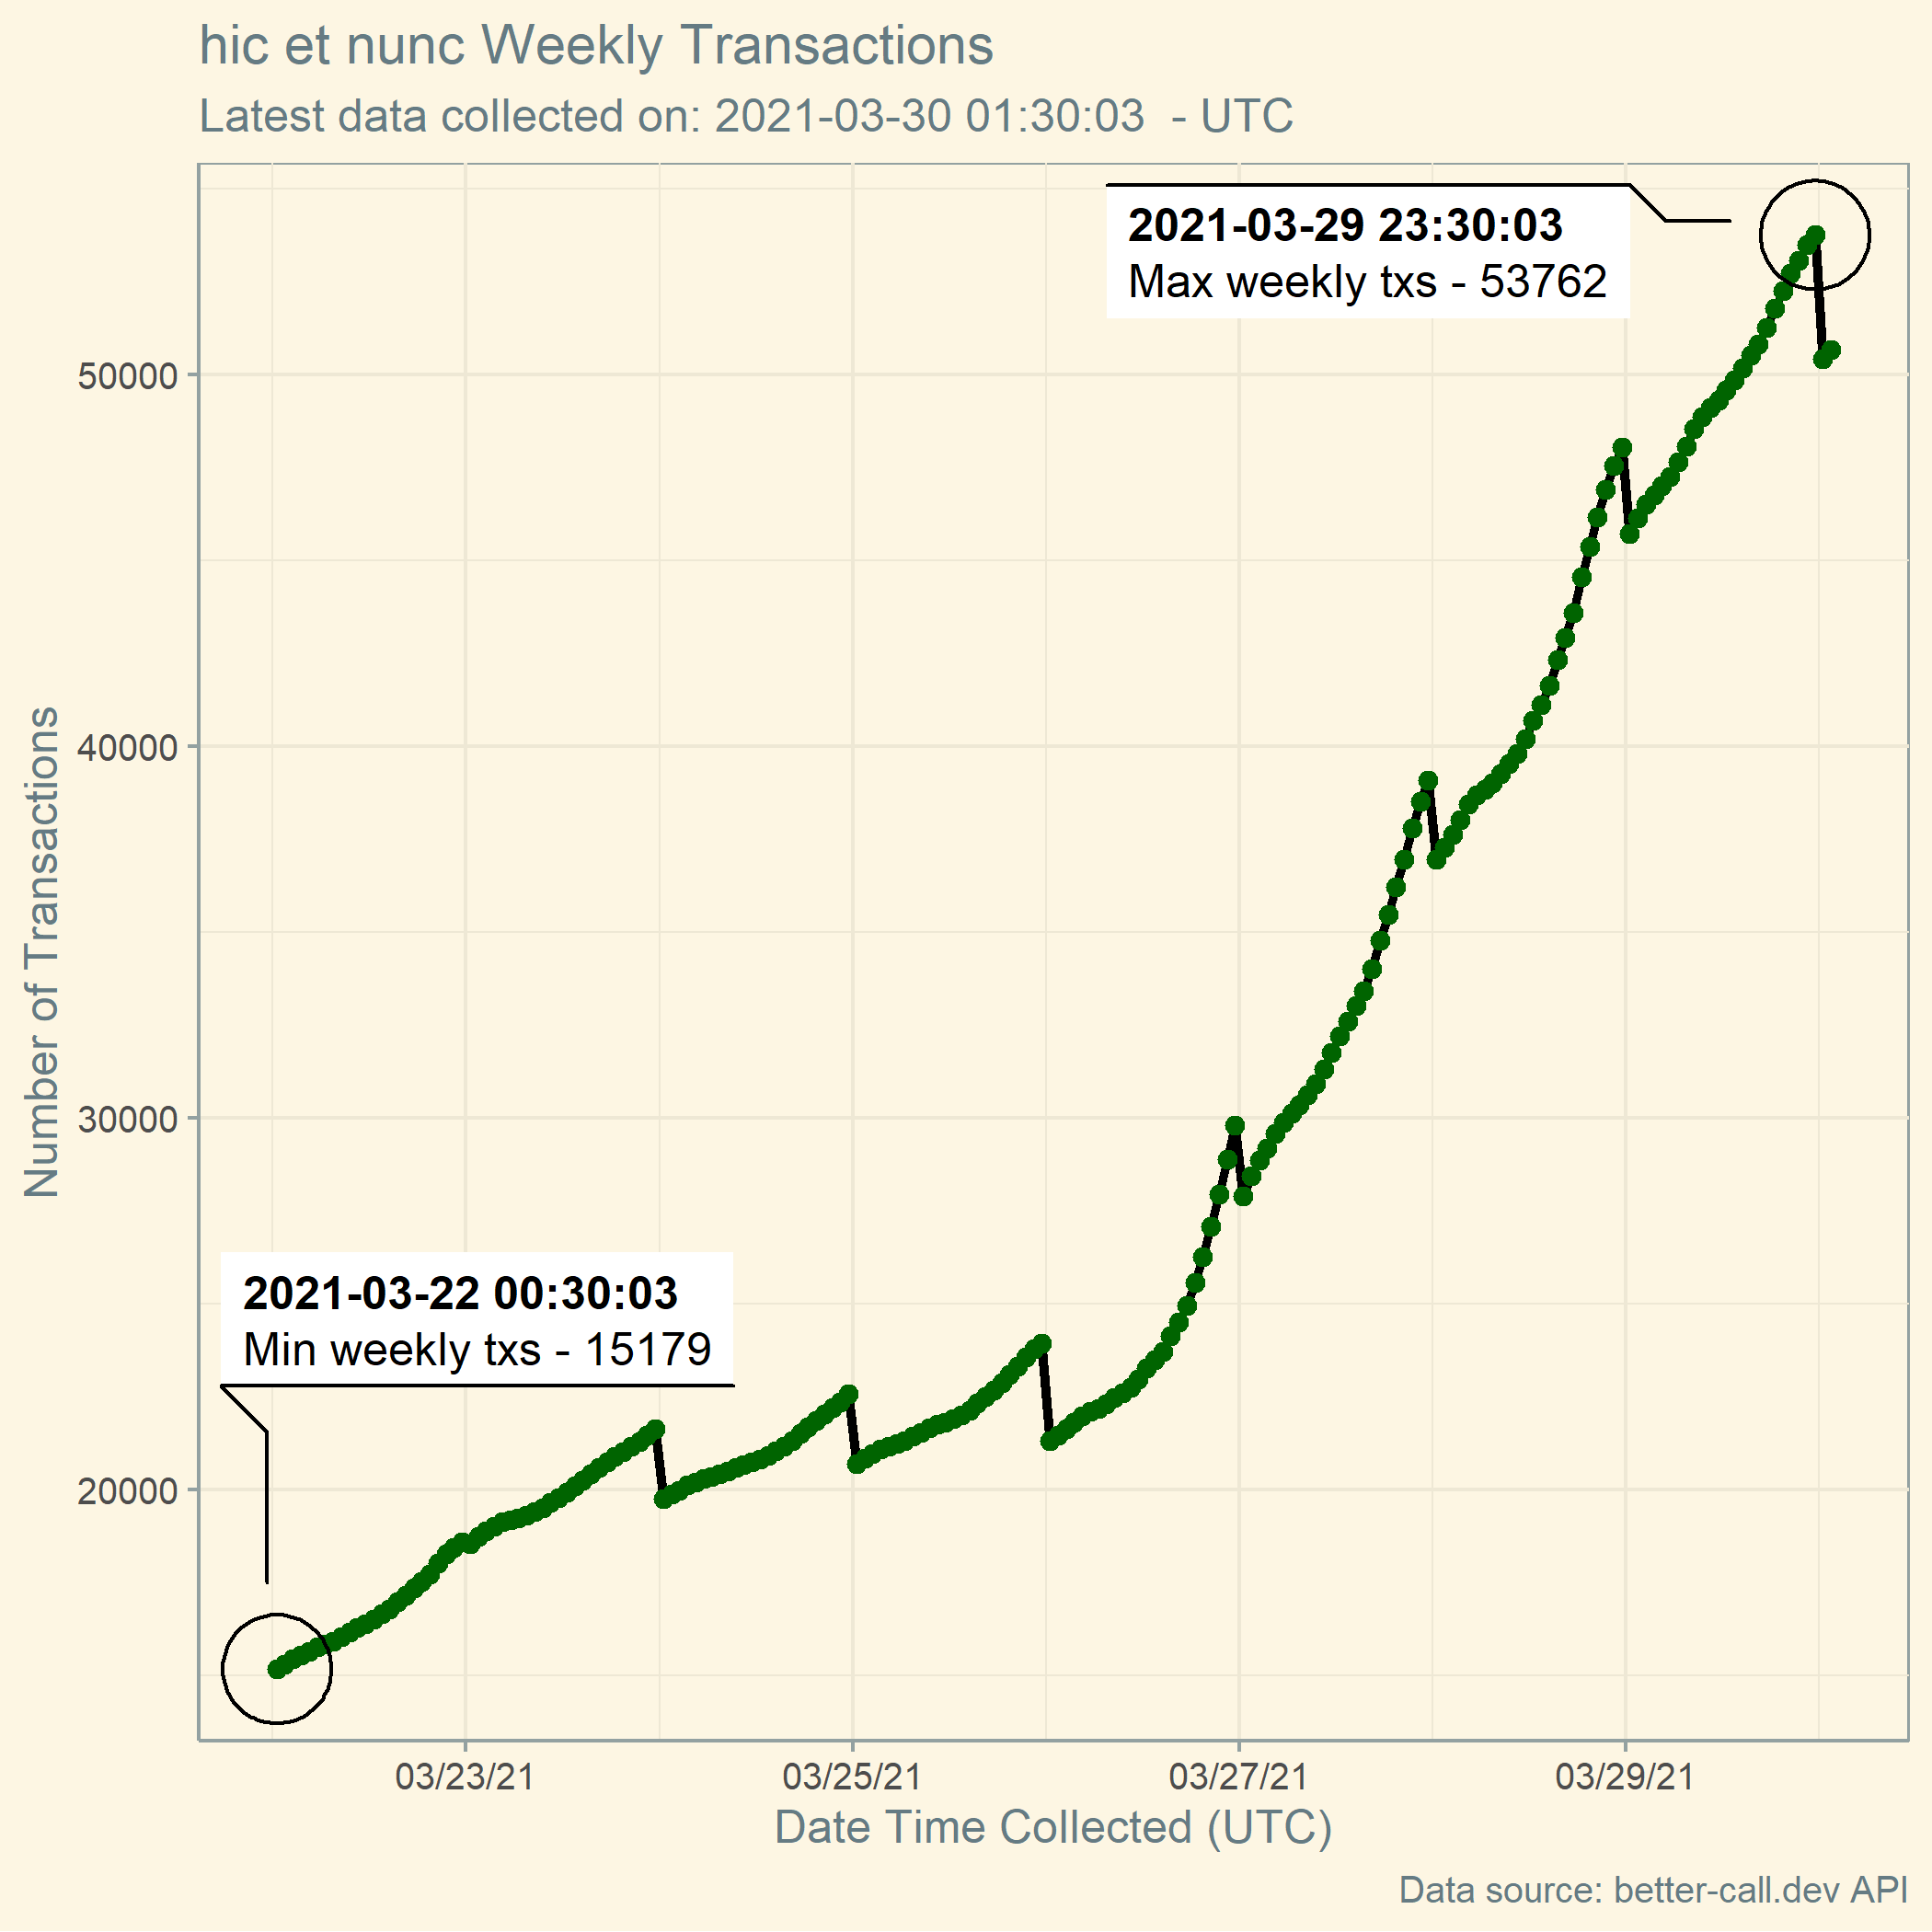 hic et nunc Weekly Transactions
Latest data collected on: 2021-03-30 01:30:03  - UTC
2021-03-29 23:30:03
Max weekly txs - 53762
50000
40000
30000
20000
Number of Transactions
2021-03-22 00:30:03
Min weekly txs - 15179
03/23/21
03/25/21
03/27/21
03/29/21
Date Time Collected (UTC)
Data source: better-call.dev API